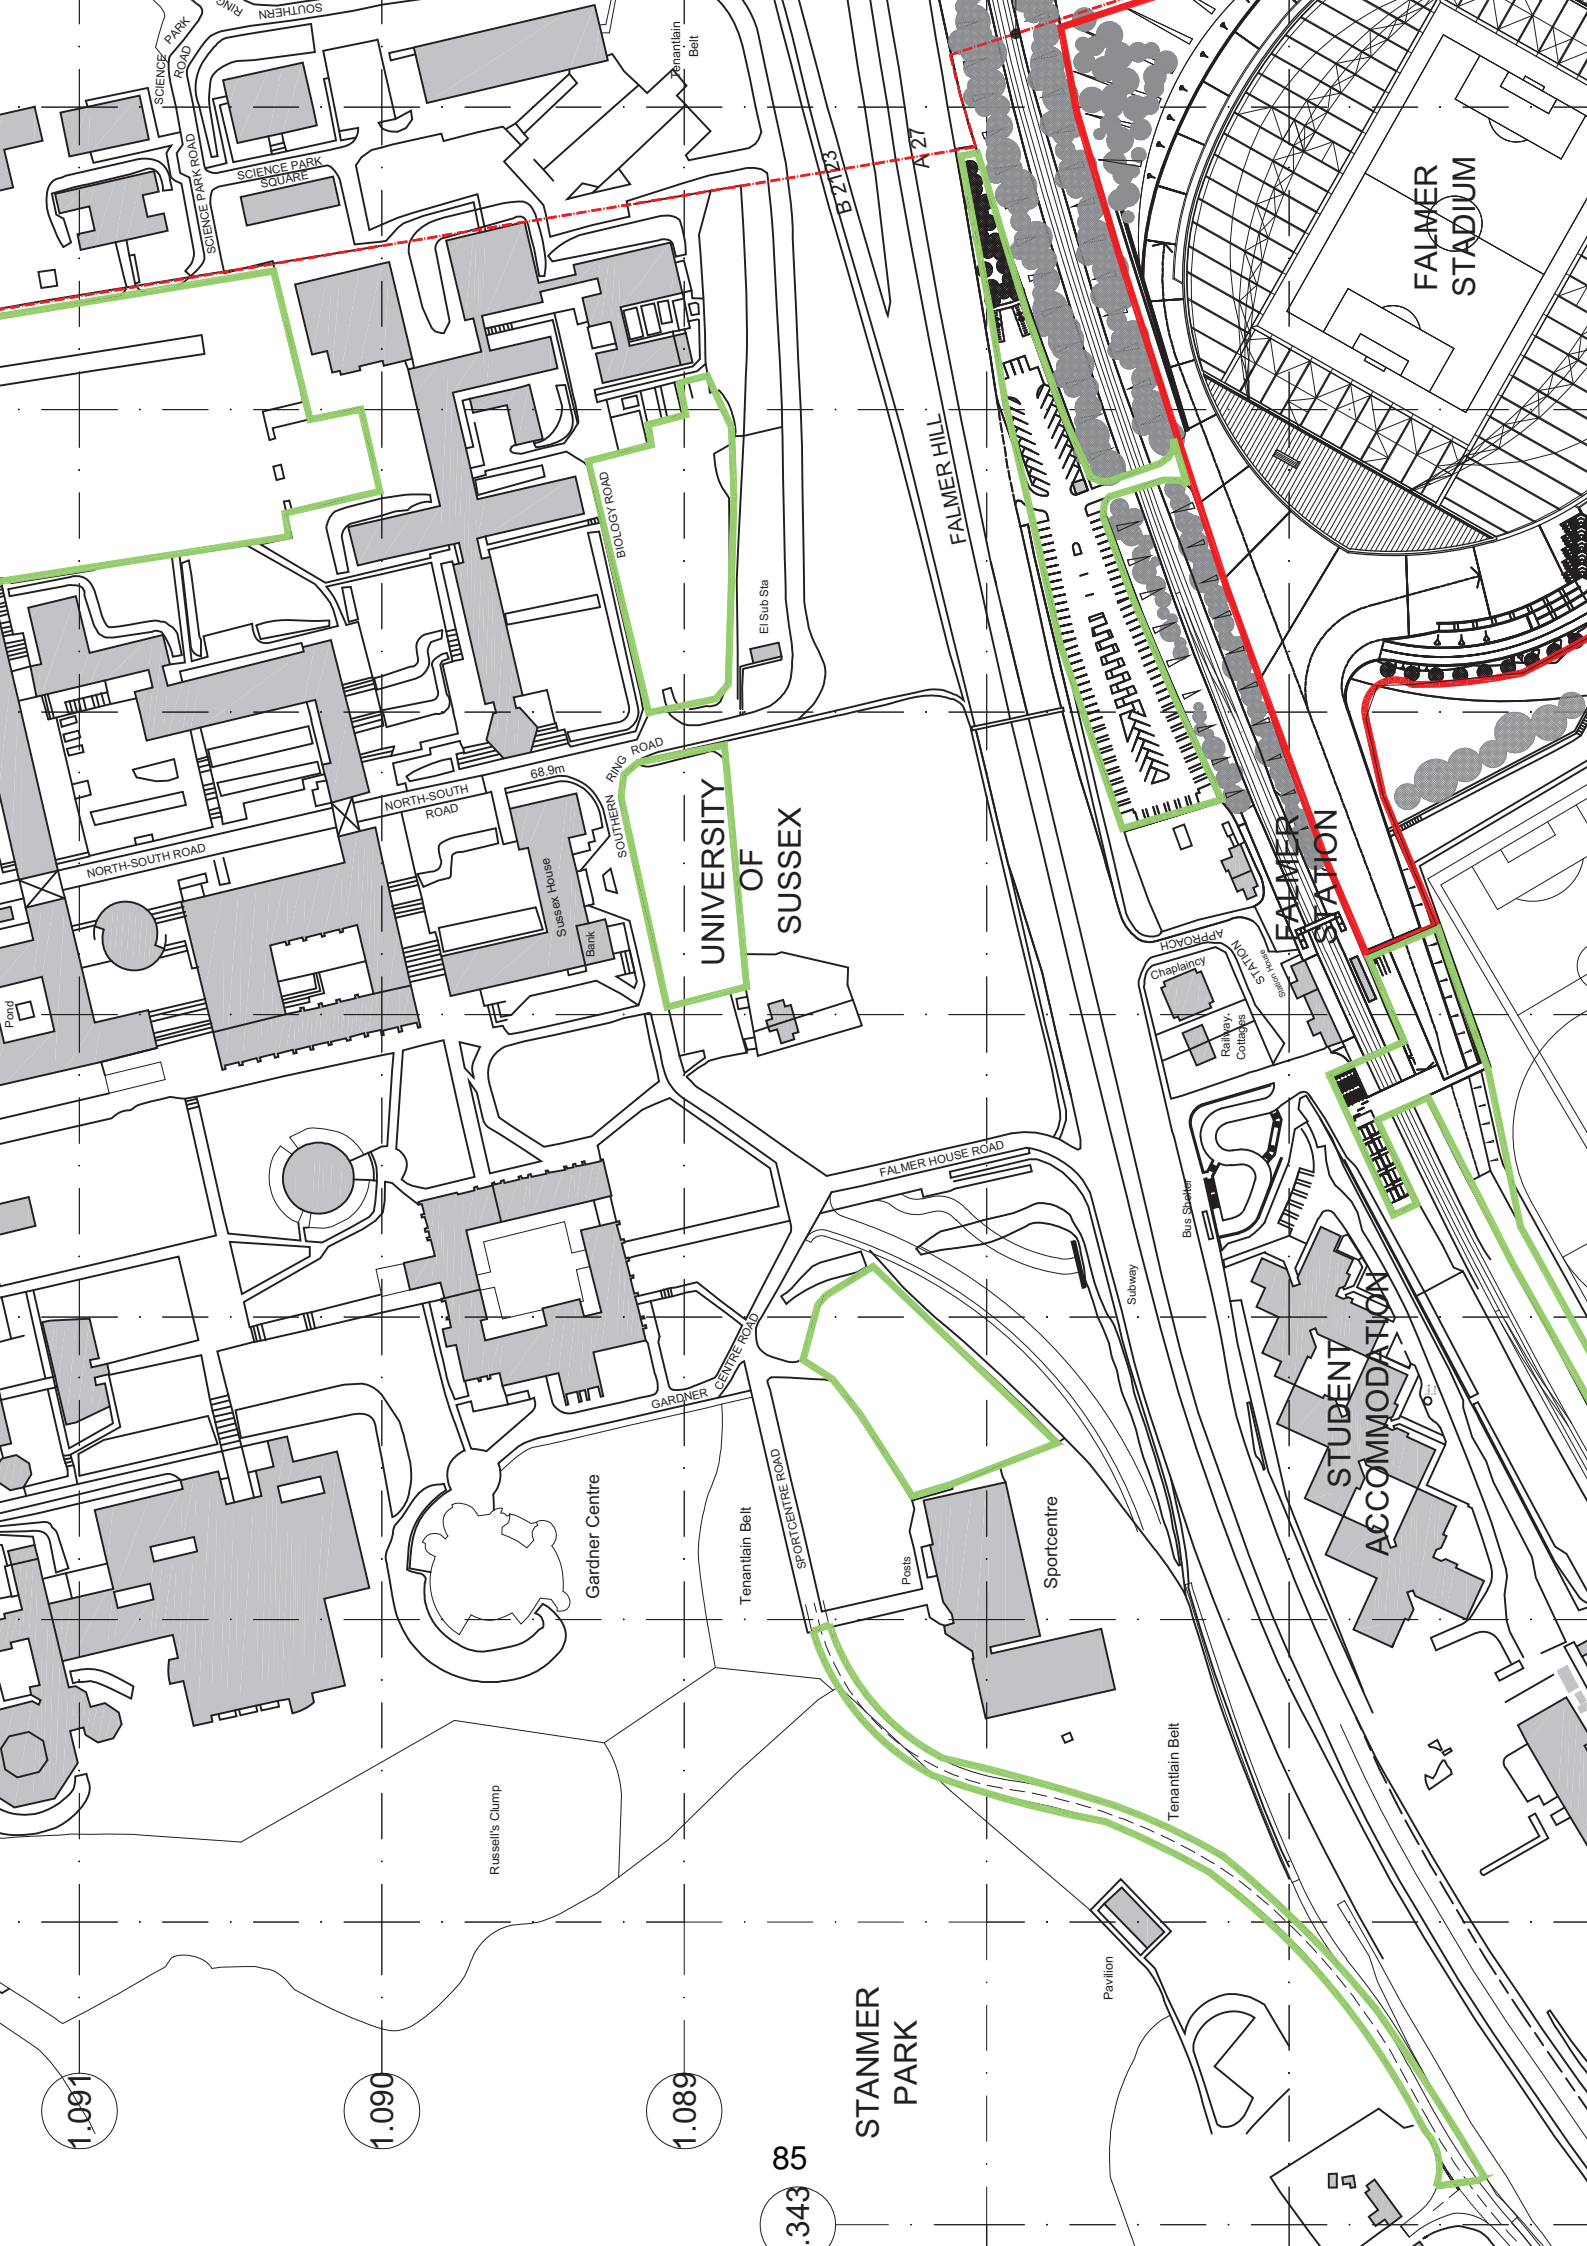 SOUTHERN
RING
SCIENCE PARK
ROAD
Tenantlain
Belt
SCIENCE PARK ROAD
SCIENCE PARK
SQUARE
SCIENCE PARK ROAD
B 2123
A 27
FALMER
STADIUM
FALMER HILL
BIOLOGY ROAD
El Sub Sta
68.9m
NORTH-SOUTH
ROAD
NORTH-SOUTH ROAD
SOUTHERN
RING ROAD
UNIVERSITY
OF
SUSSEX
Sussex House
Bank
FALMER
STATION
STATION
APPROACH
Chaplaincy
Station House
Railway
Cottages
Pond
FALMER HOUSE ROAD
Bus Shelter
Subway
STUDENT
ACCOMMODATION
GARDNER CENTRE ROAD
SPORTCENTRE ROAD
Gardner Centre
Tenantlain Belt
Posts
Sportcentre
Tenantlain Belt
Russell's Clump
Pavilion
STANMER
PARK
1.091
1.090
1.089
85
.343